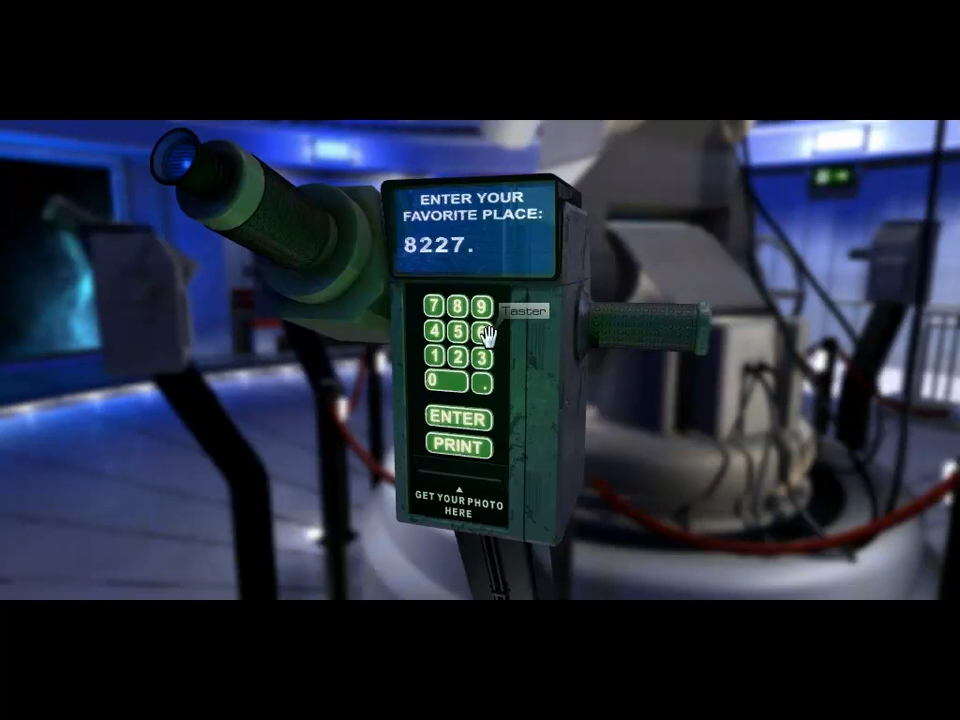 ENTER YOUR
FAVORITE PLACE:
8227.
7 8 9
Taster
4 5
1 2 3
0 .
ENTER
PRINT
GET YOUR PHOTO
HERE